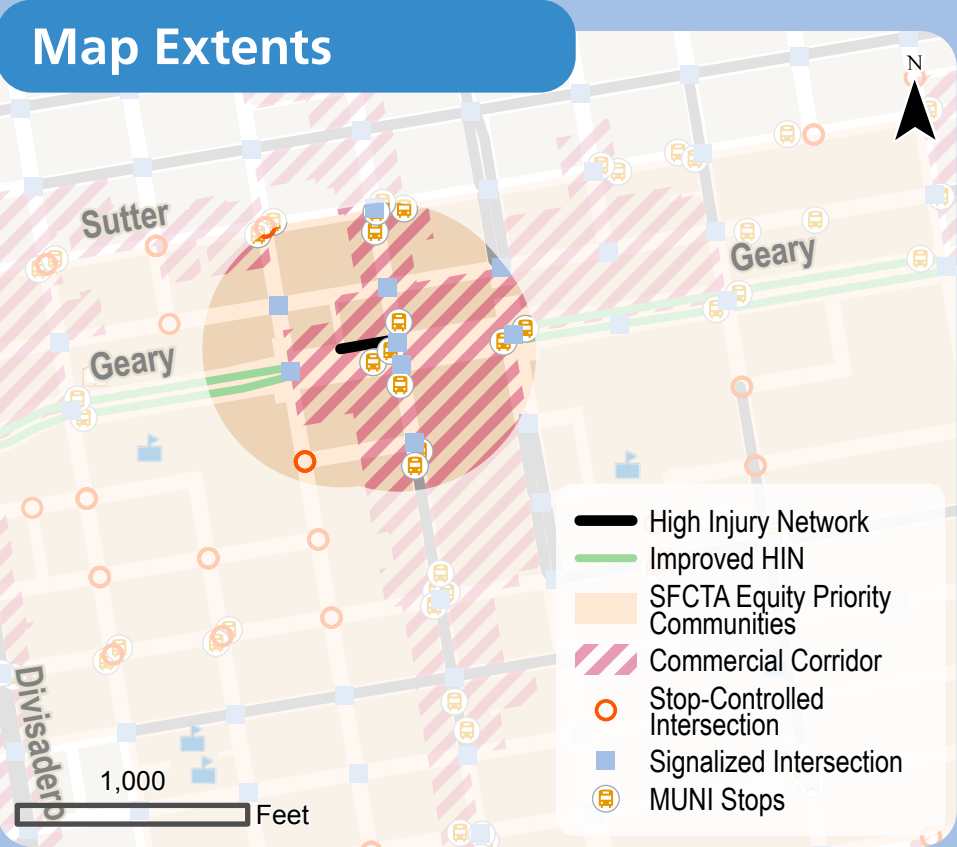 Map Extents
N
Sutter
Geary
Geary
Divisadero
High Injury Network
Improved HIN
SFCTA Equity Priority
Communities
Commercial Corridor
Stop-Controlled
Intersection
Signalized Intersection
MUNI Stops
1,000
Feet